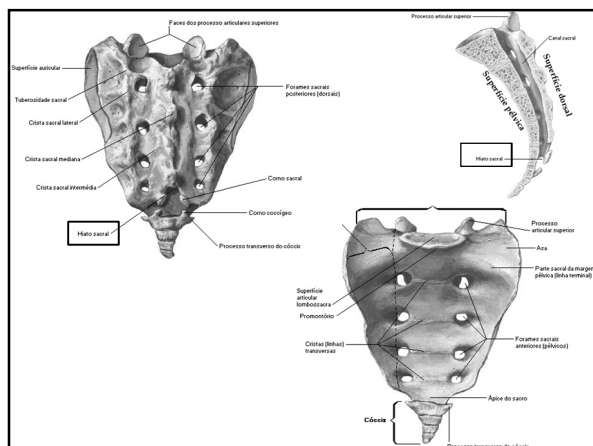 Faces dos processo articulares superiores
Superfície auricular
Tuberosidade sacral
Crista sacral lateral
Crista sacral mediana
Crista sacral intermédia
Hiato sacral
Forames sacrais
posteriores (dorsais)
Corno sacral
Corno coccígeo
Processo transverso do cóccis
Processo articular superior
Canal sacral
Superfície pélvica
Superfície dorsal
Hiato sacral
Processo
articular superior
Asa
Parte sacral da margem
pélvica (linha terminal)
Superfície
articular
lombossacra
Promontório
Cristas (linhas)
transversas
Forames sacrais
anteriores (pélvicos)
Ápice do sacro
Cóccix